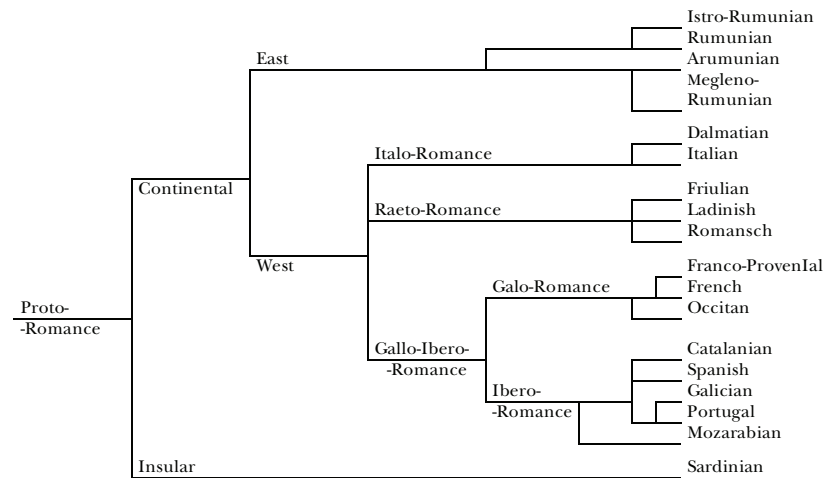 Istro-Rumunian
Rumunian
East
Arumunian
Megleno-
Rumunian
Dalmatian
Italo-Romance
Italian
Continental
Friulian
Raeto-Romance
Ladinish
Romansch
West
Franco-ProvenIal
Galo-Romance
French
Proto-
-Romance
Occitan
Gallo-Ibero-
-Romance
Catalanian
Spanish
Ibero-
-Romance
Galician
Portugal
Mozarabian
Insular
Sardinian